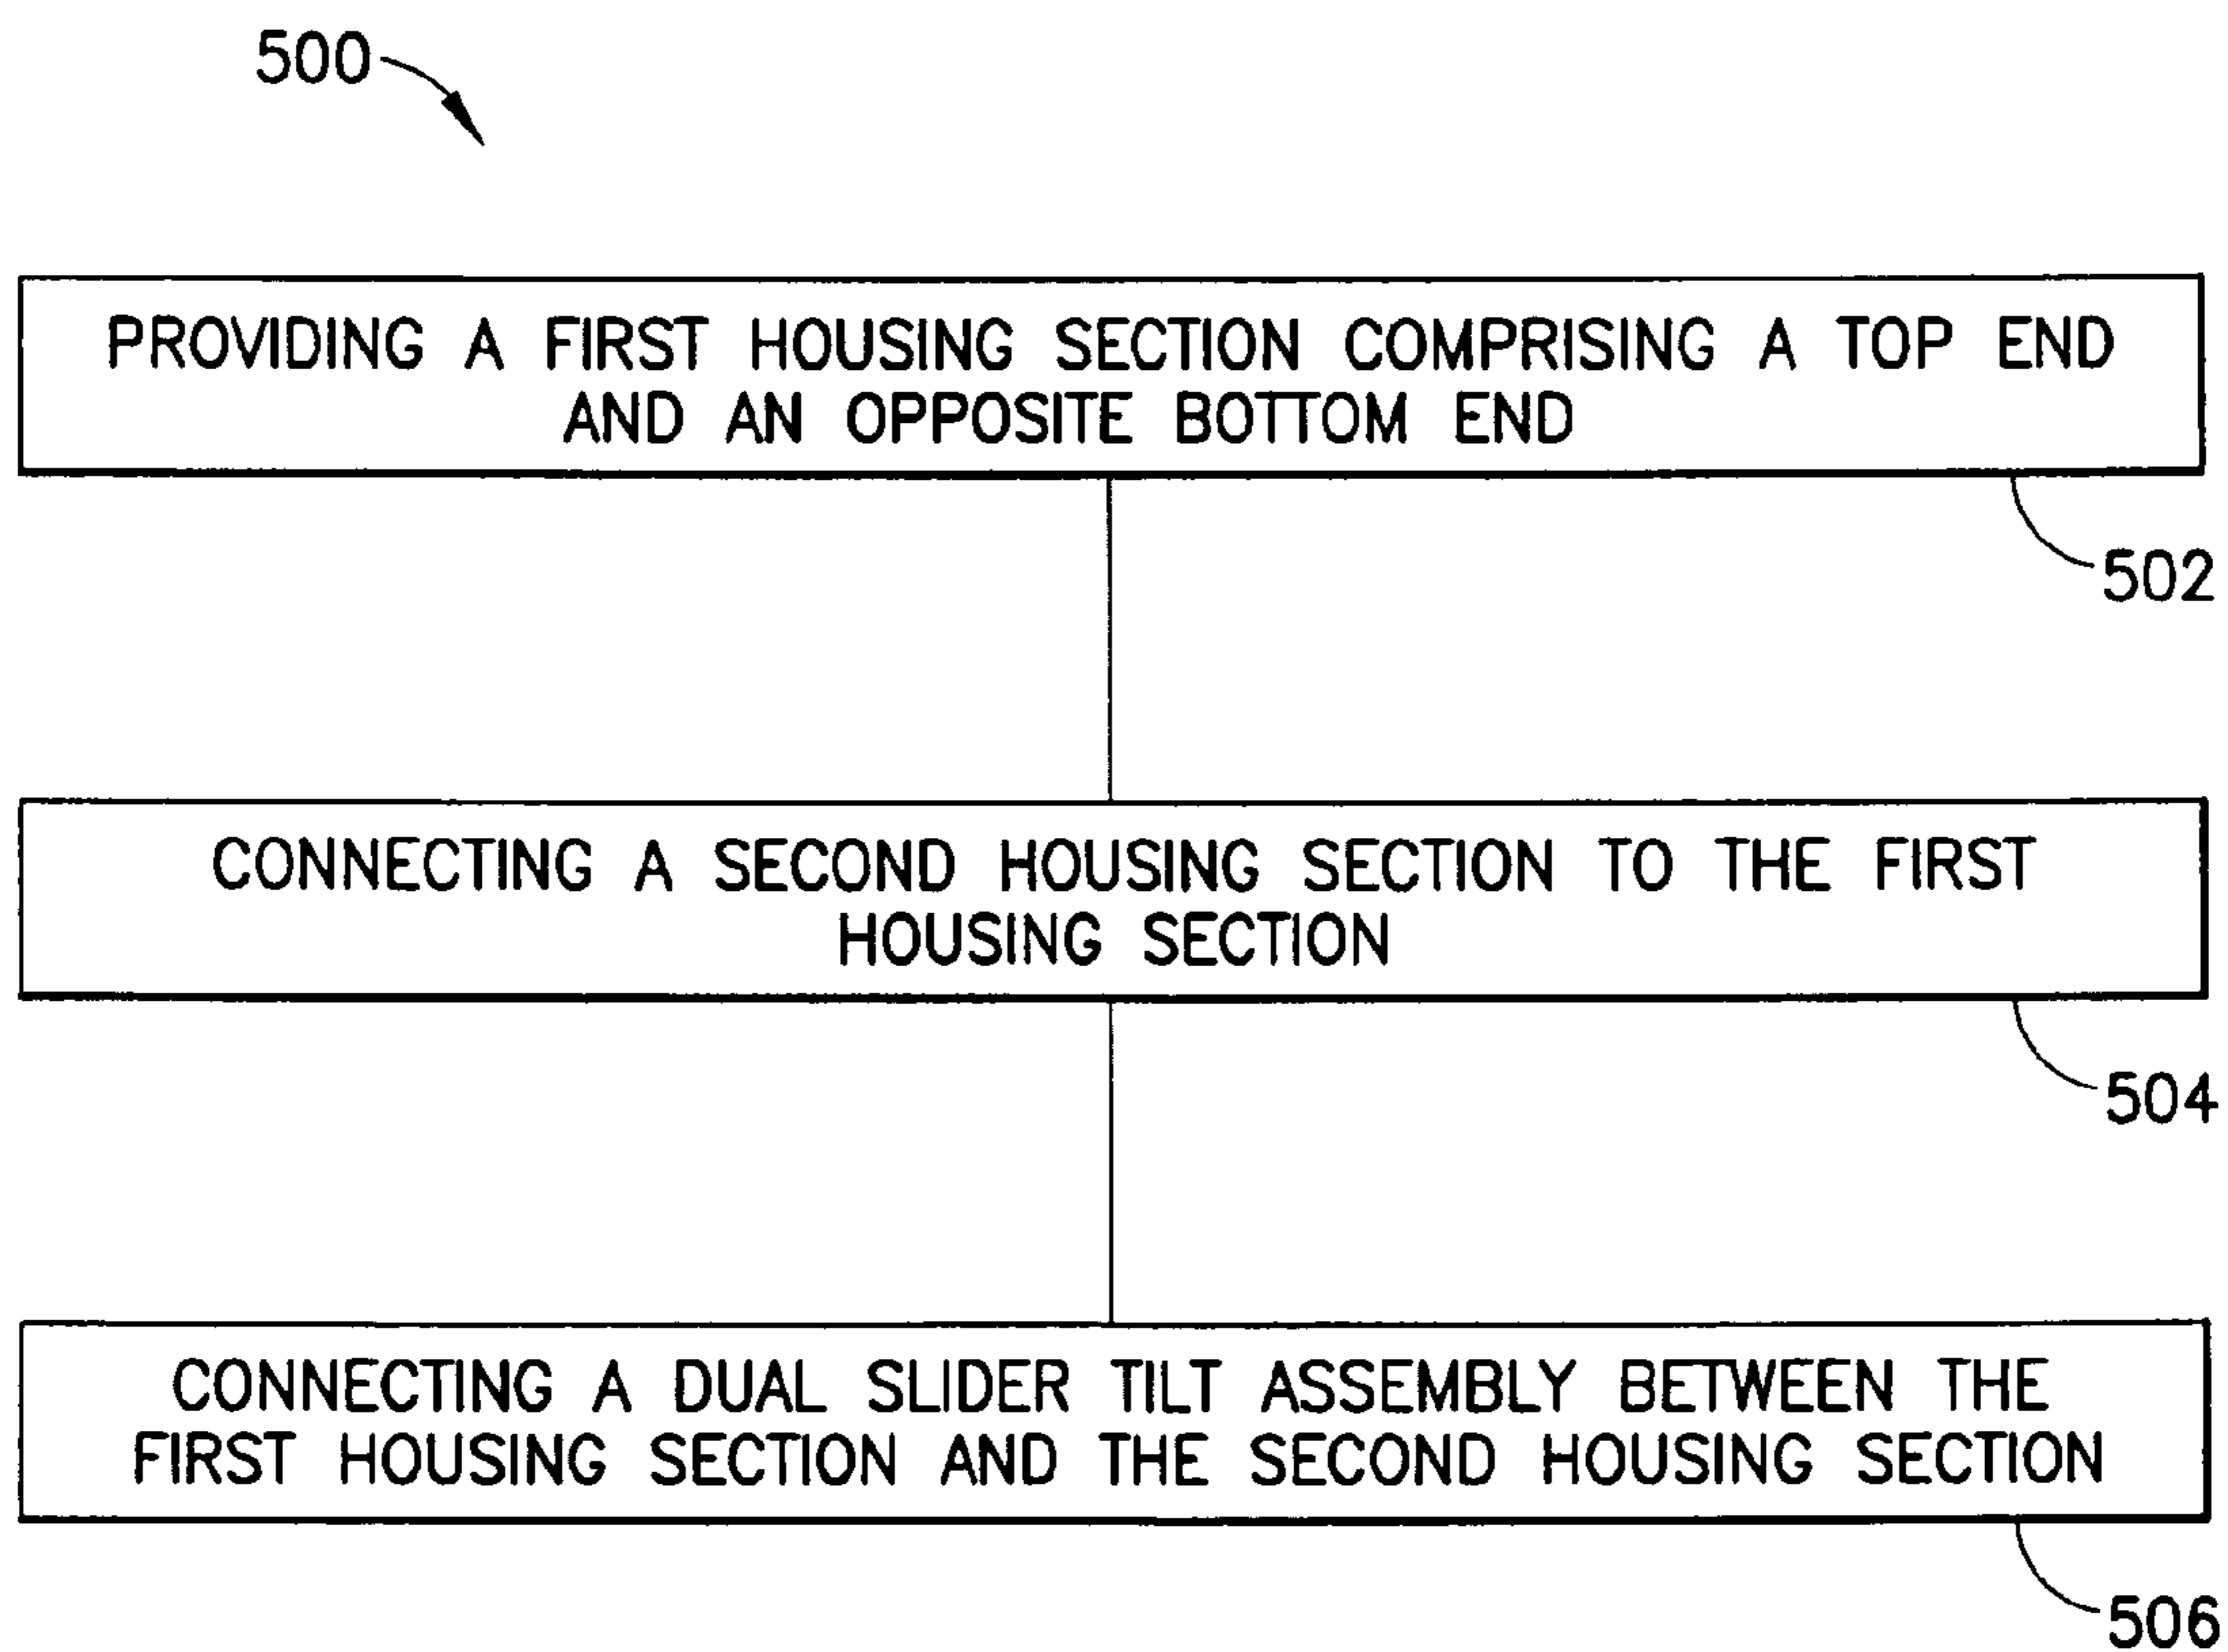 500
PROVIDING A FIRST HOUSING SECTION COMPRISING A TOP END
AND AN OPPOSITE BOTTOM END
502
CONNECTING A SECOND HOUSING SECTION TO THE FIRST
HOUSING SECTION
504
CONNECTING A DUAL SLIDER TILT ASSEMBLY BETWEEN THE
FIRST HOUSING SECTION AND THE SECOND HOUSING SECTION
506